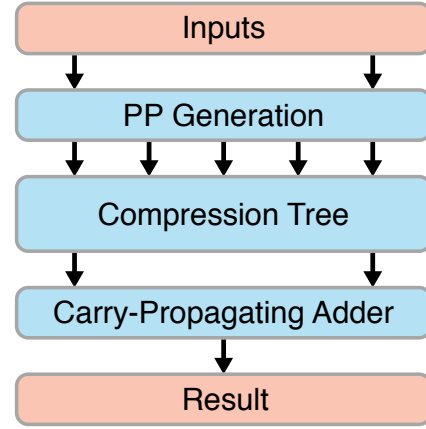 Inputs
PP Generation
Compression Tree
Carry-Propagating Adder
Result